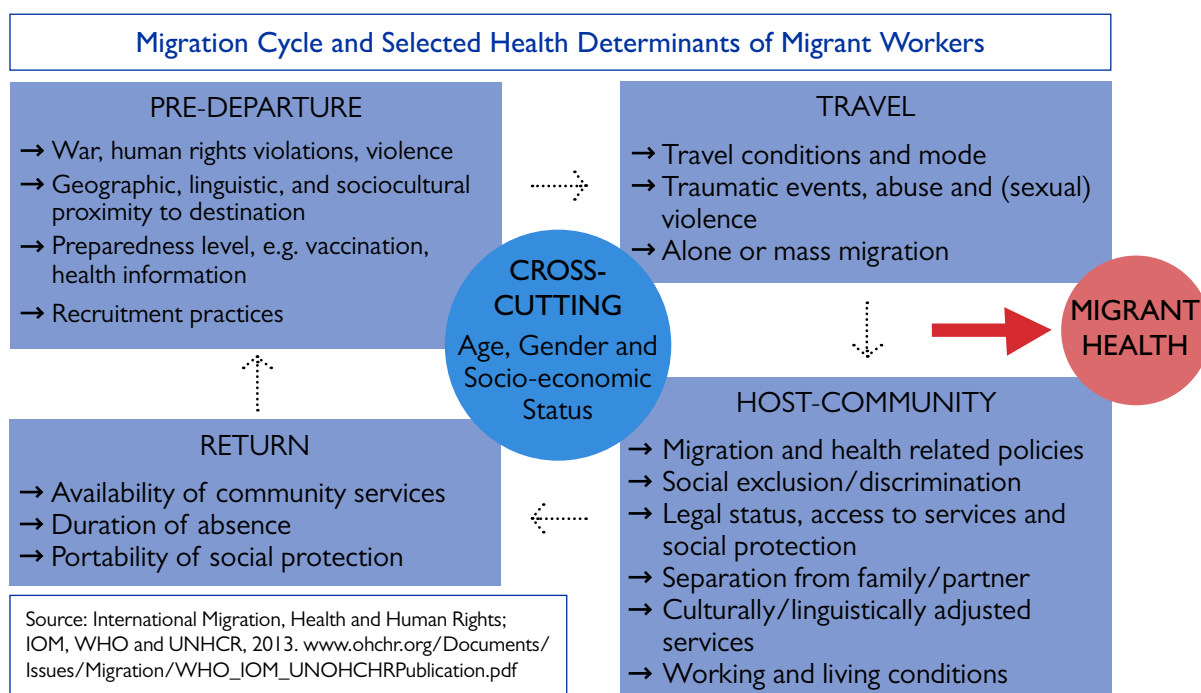 Migration Cycle and Selected Health Determinants of Migrant Workers
PRE-DEPARTURE
→ War, human rights violations, violence
→ Geographic, linguistic, and sociocultural
proximity to destination
→ Preparedness level, e.g. vaccination,
health information
→ Recruitment practices
TRAVEL
→ Travel conditions and mode
→ Traumatic events, abuse and (sexual)
violence
→ Alone or mass migration
CROSS-
CUTTING
Age, Gender and
Socio-economic
Status
MIGRANT
HEALTH
HOST-COMMUNITY
→ Migration and health related policies
→ Social exclusion/discrimination
→ Legal status, access to services and
social protection
→ Separation from family/partner
→ Culturally/linguistically adjusted
services
→ Working and living conditions
RETURN
→ Availability of community services
→ Duration of absence
→ Portability of social protection
Source: International Migration, Health and Human Rights;
IOM, WHO and UNHCR, 2013. www.ohchr.org/Documents/
Issues/Migration/WHO_IOM_UNOHCHRPublication.pdf